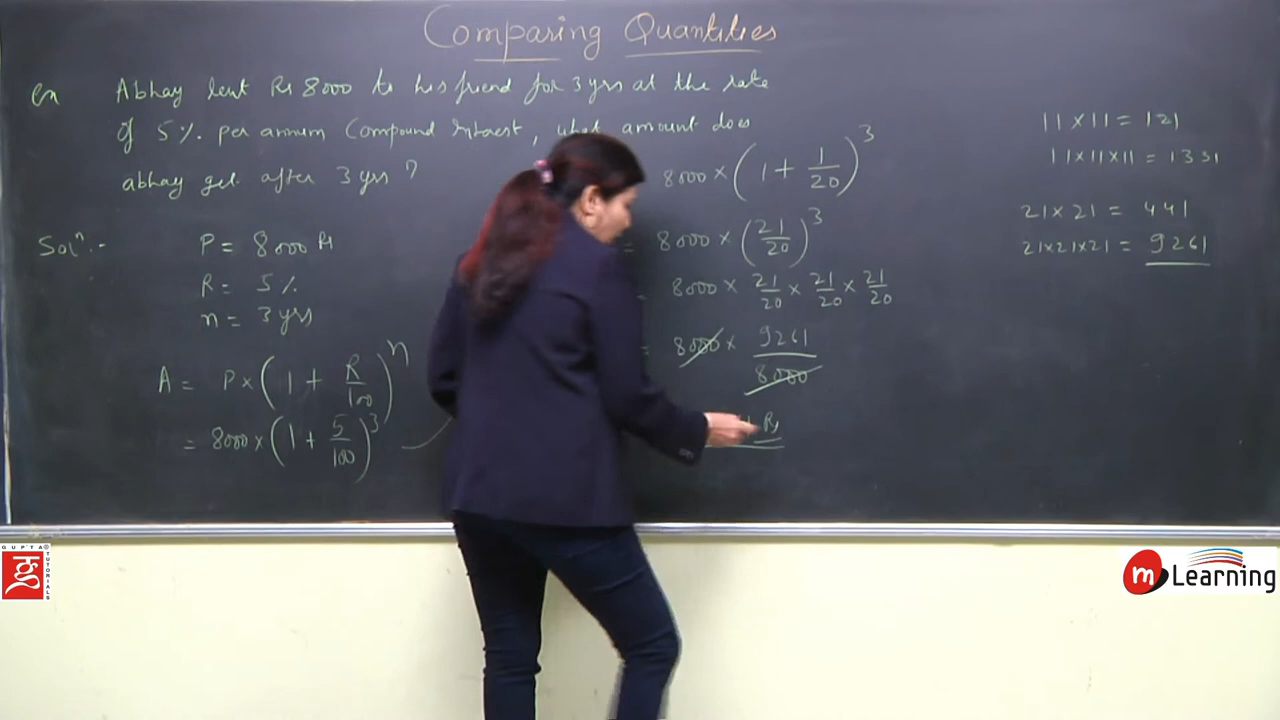 Comparing Quantities
en Abhay lent Rs 8000 to his friend for 3 yrs at the rate
of 5 % per annum Compound Interest, what amount does
abhay get after 3 yrs ?
Solⁿ :-
P = 8000 Rs
R = 5 %
n = 3 yrs
A = P × ( 1 + R/100 )ⁿ
= 8000 × ( 1 + 5/100 )³
8000 × ( 1 + 1/20 )³
= 8000 × ( 21/20 )³
= 8000 × 21/20 × 21/20 × 21/20
= 8000 × 9261/8000
Rs
11 × 11 = 121
11 × 11 × 11 = 1331
21 × 21 = 441
21 × 21 × 21 = 9261
GUPTA TUTORIALS
m Learning